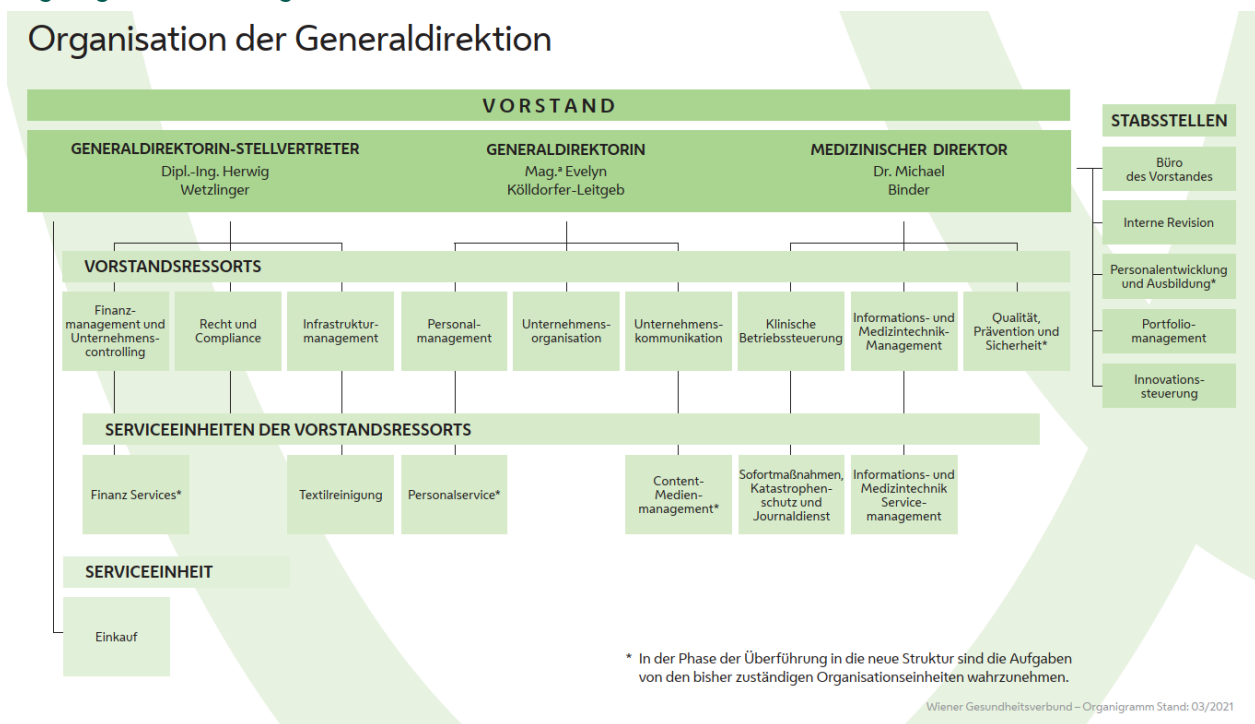 Organisation der Generaldirektion
VORSTAND
GENERALDIREKTORIN-STELLVERTRETER
Dipl.-Ing. Herwig
Wetzlinger
GENERALDIREKTORIN
Mag.ª Evelyn
Kölldorfer-Leitgeb
MEDIZINISCHER DIREKTOR
Dr. Michael
Binder
STABSSTELLEN
Büro
des Vorstandes
Interne Revision
Personalentwicklung
und Ausbildung*
Portfolio-
management
Innovations-
steuerung
VORSTANDSRESSORTS
Finanz-
management und
Unternehmens-
controlling
Recht und
Compliance
Infrastruktur-
management
Personal-
management
Unternehmens-
organisation
Unternehmens-
kommunikation
Klinische
Betriebssteuerung
Informations- und
Medizintechnik-
Management
Qualität,
Prävention und
Sicherheit*
SERVICEEINHEITEN DER VORSTANDSRESSORTS
Finanz Services*
Textilreinigung
Personalservice*
Content-
Medien-
management*
Sofortmaßnahmen,
Katastrophen-
schutz und
Journaldienst
Informations- und
Medizintechnik
Service-
management
SERVICEEINHEIT
Einkauf
* In der Phase der Überführung in die neue Struktur sind die Aufgaben
von den bisher zuständigen Organisationseinheiten wahrzunehmen.
Wiener Gesundheitsverbund – Organigramm Stand: 03/2021